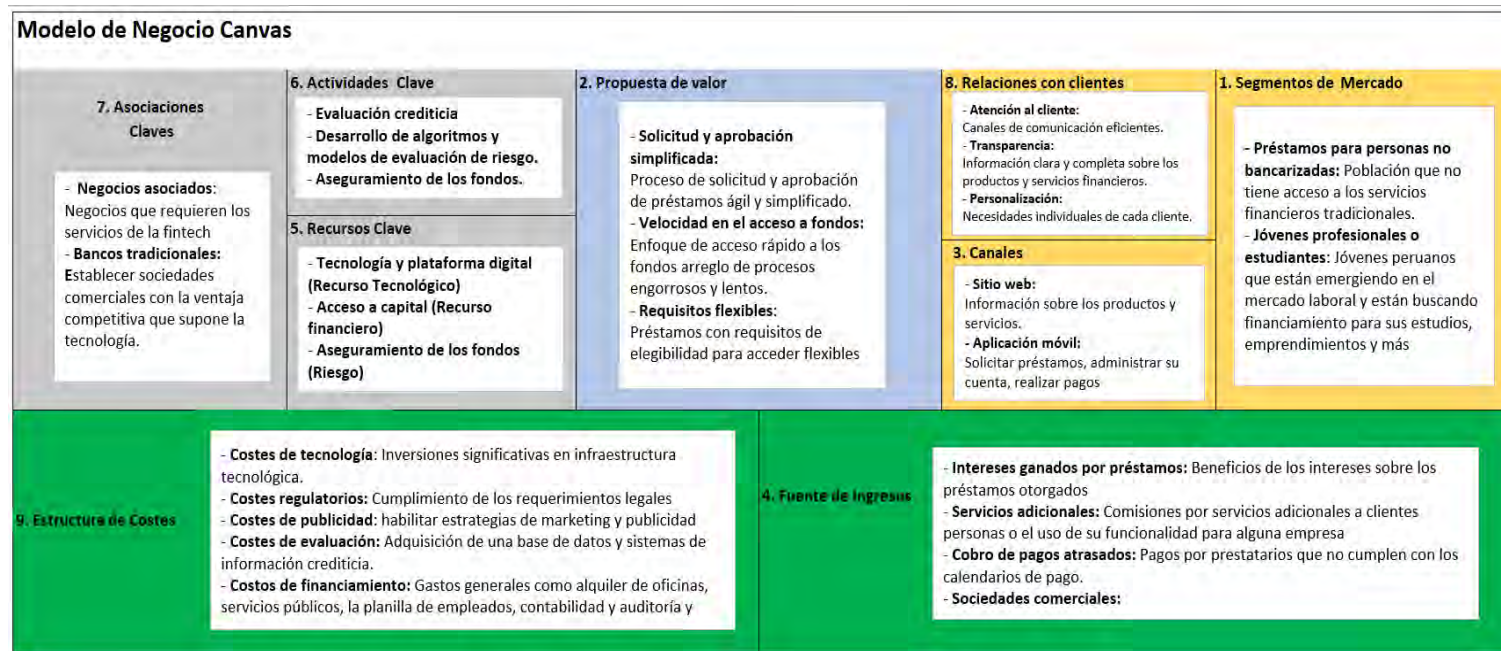 Modelo de Negocio Canvas
7. Asociaciones
Claves
- Negocios asociados:
Negocios que requieren los
servicios de la fintech
- Bancos tradicionales:
Establecer sociedades
comerciales con la ventaja
competitiva que supone la
tecnología.
6. Actividades Clave
- Evaluación crediticia
- Desarrollo de algoritmos y
modelos de evaluación de riesgo.
- Aseguramiento de los fondos.
5. Recursos Clave
- Tecnología y plataforma digital
(Recurso Tecnológico)
- Acceso a capital (Recurso
financiero)
- Aseguramiento de los fondos
(Riesgo)
2. Propuesta de valor
- Solicitud y aprobación
simplificada:
Proceso de solicitud y aprobación
de préstamos ágil y simplificado.
- Velocidad en el acceso a fondos:
Enfoque de acceso rápido a los
fondos arreglo de procesos
engorrosos y lentos.
- Requisitos flexibles:
Préstamos con requisitos de
elegibilidad para acceder flexibles
8. Relaciones con clientes
- Atención al cliente:
Canales de comunicación eficientes.
- Transparencia:
Información clara y completa sobre los
productos y servicios financieros.
- Personalización:
Necesidades individuales de cada cliente.
3. Canales
- Sitio web:
Información sobre los productos y
servicios.
- Aplicación móvil:
Solicitar préstamos, administrar su
cuenta, realizar pagos
1. Segmentos de Mercado
- Préstamos para personas no
bancarizadas: Población que no
tiene acceso a los servicios
financieros tradicionales.
- Jóvenes profesionales o
estudiantes: Jóvenes peruanos
que están emergiendo en el
mercado laboral y están buscando
financiamiento para sus estudios,
emprendimientos y más
9. Estructura de Costes
- Costes de tecnología: Inversiones significativas en infraestructura
tecnológica.
- Costes regulatorios: Cumplimiento de los requerimientos legales
- Costes de publicidad: habilitar estrategias de marketing y publicidad
- Costes de evaluación: Adquisición de una base de datos y sistemas de
información crediticia.
- Costos de financiamiento: Gastos generales como alquiler de oficinas,
servicios públicos, la planilla de empleados, contabilidad y auditoría y
4. Fuente de Ingresos
- Intereses ganados por préstamos: Beneficios de los intereses sobre los
préstamos otorgados
- Servicios adicionales: Comisiones por servicios adicionales a clientes
personas o el uso de su funcionalidad para alguna empresa
- Cobro de pagos atrasados: Pagos por prestatarios que no cumplen con los
calendarios de pago.
- Sociedades comerciales: